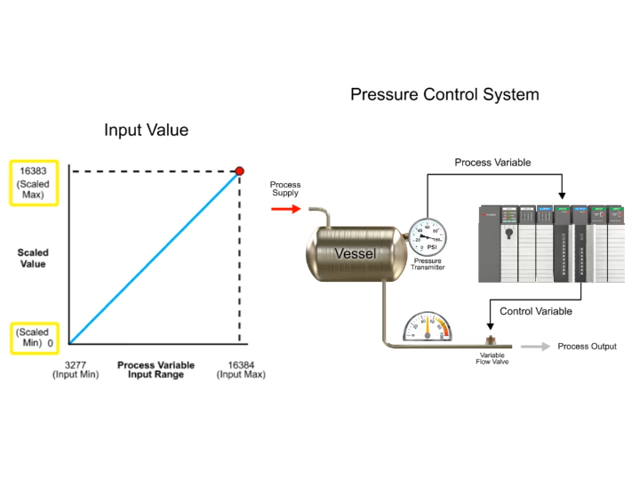 Pressure Control System
Input Value
16383
(Scaled
Max)
Scaled
Value
(Scaled
Min) 0
3277
(Input Min)
Process Variable
Input Range
16384
(Input Max)
Process
Supply
Process Variable
Vessel
PSI
Pressure
Transmitter
Control Variable
Variable
Flow Valve
Process Output